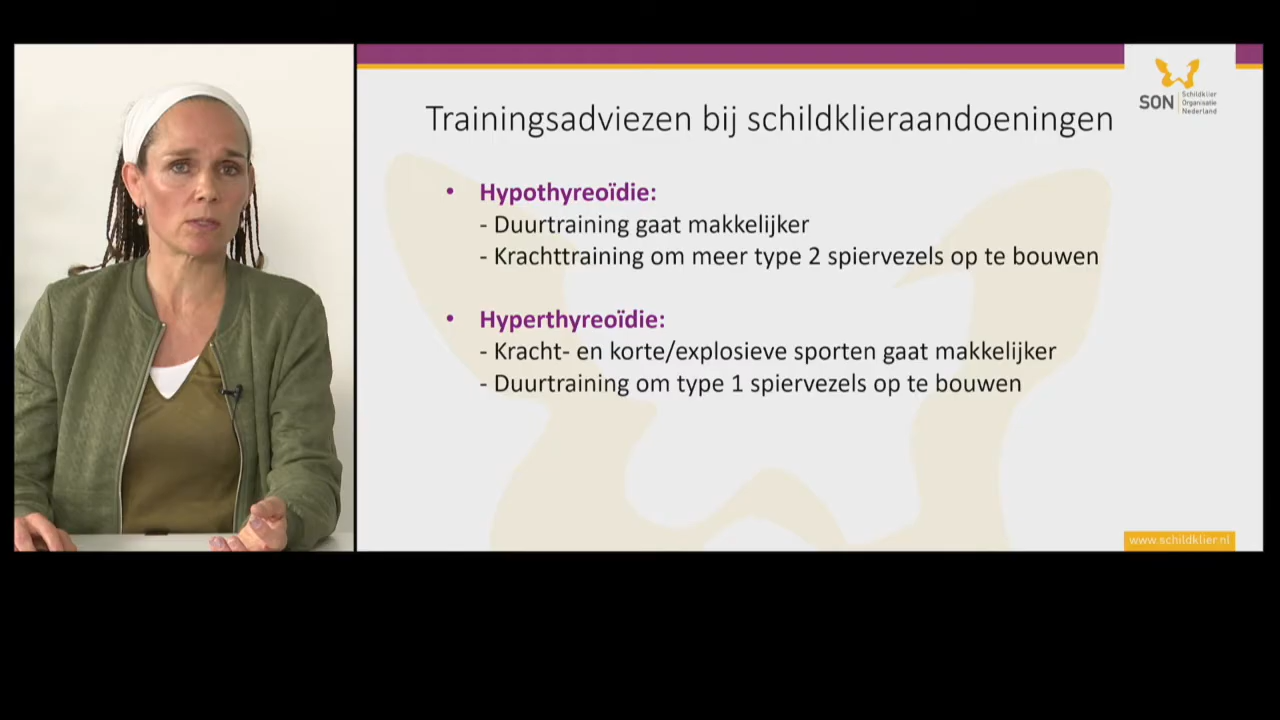 SON
Schildklier
Organisatie
Nederland
Trainingsadviezen bij schildklieraandoeningen
• Hypothyreoïdie:
- Duurtraining gaat makkelijker
- Krachttraining om meer type 2 spiervezels op te bouwen
• Hyperthyreoïdie:
- Kracht- en korte/explosieve sporten gaat makkelijker
- Duurtraining om type 1 spiervezels op te bouwen
www.schildklier.nl